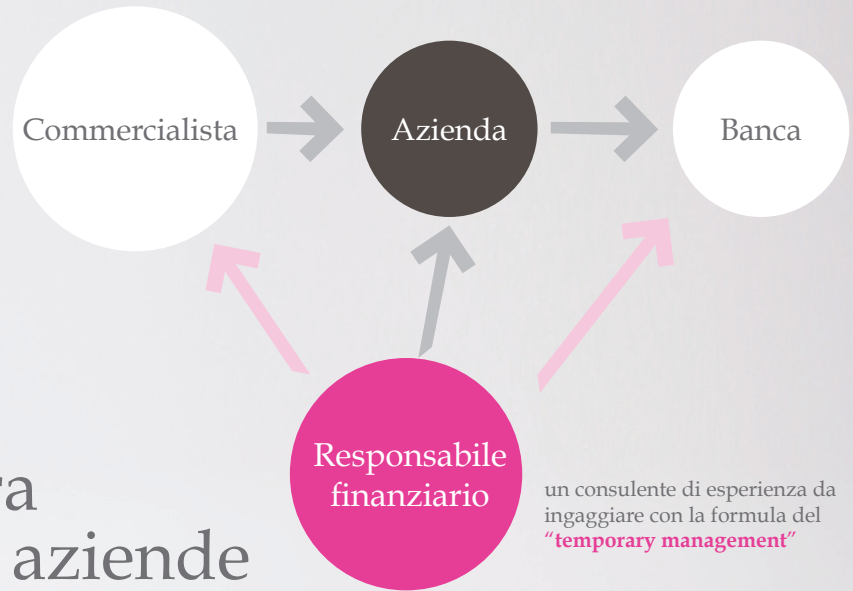 Commercialista
Azienda
Banca
Responsabile
finanziario
un consulente di esperienza da
ingaggiare con la formula del
“temporary management”
aziende